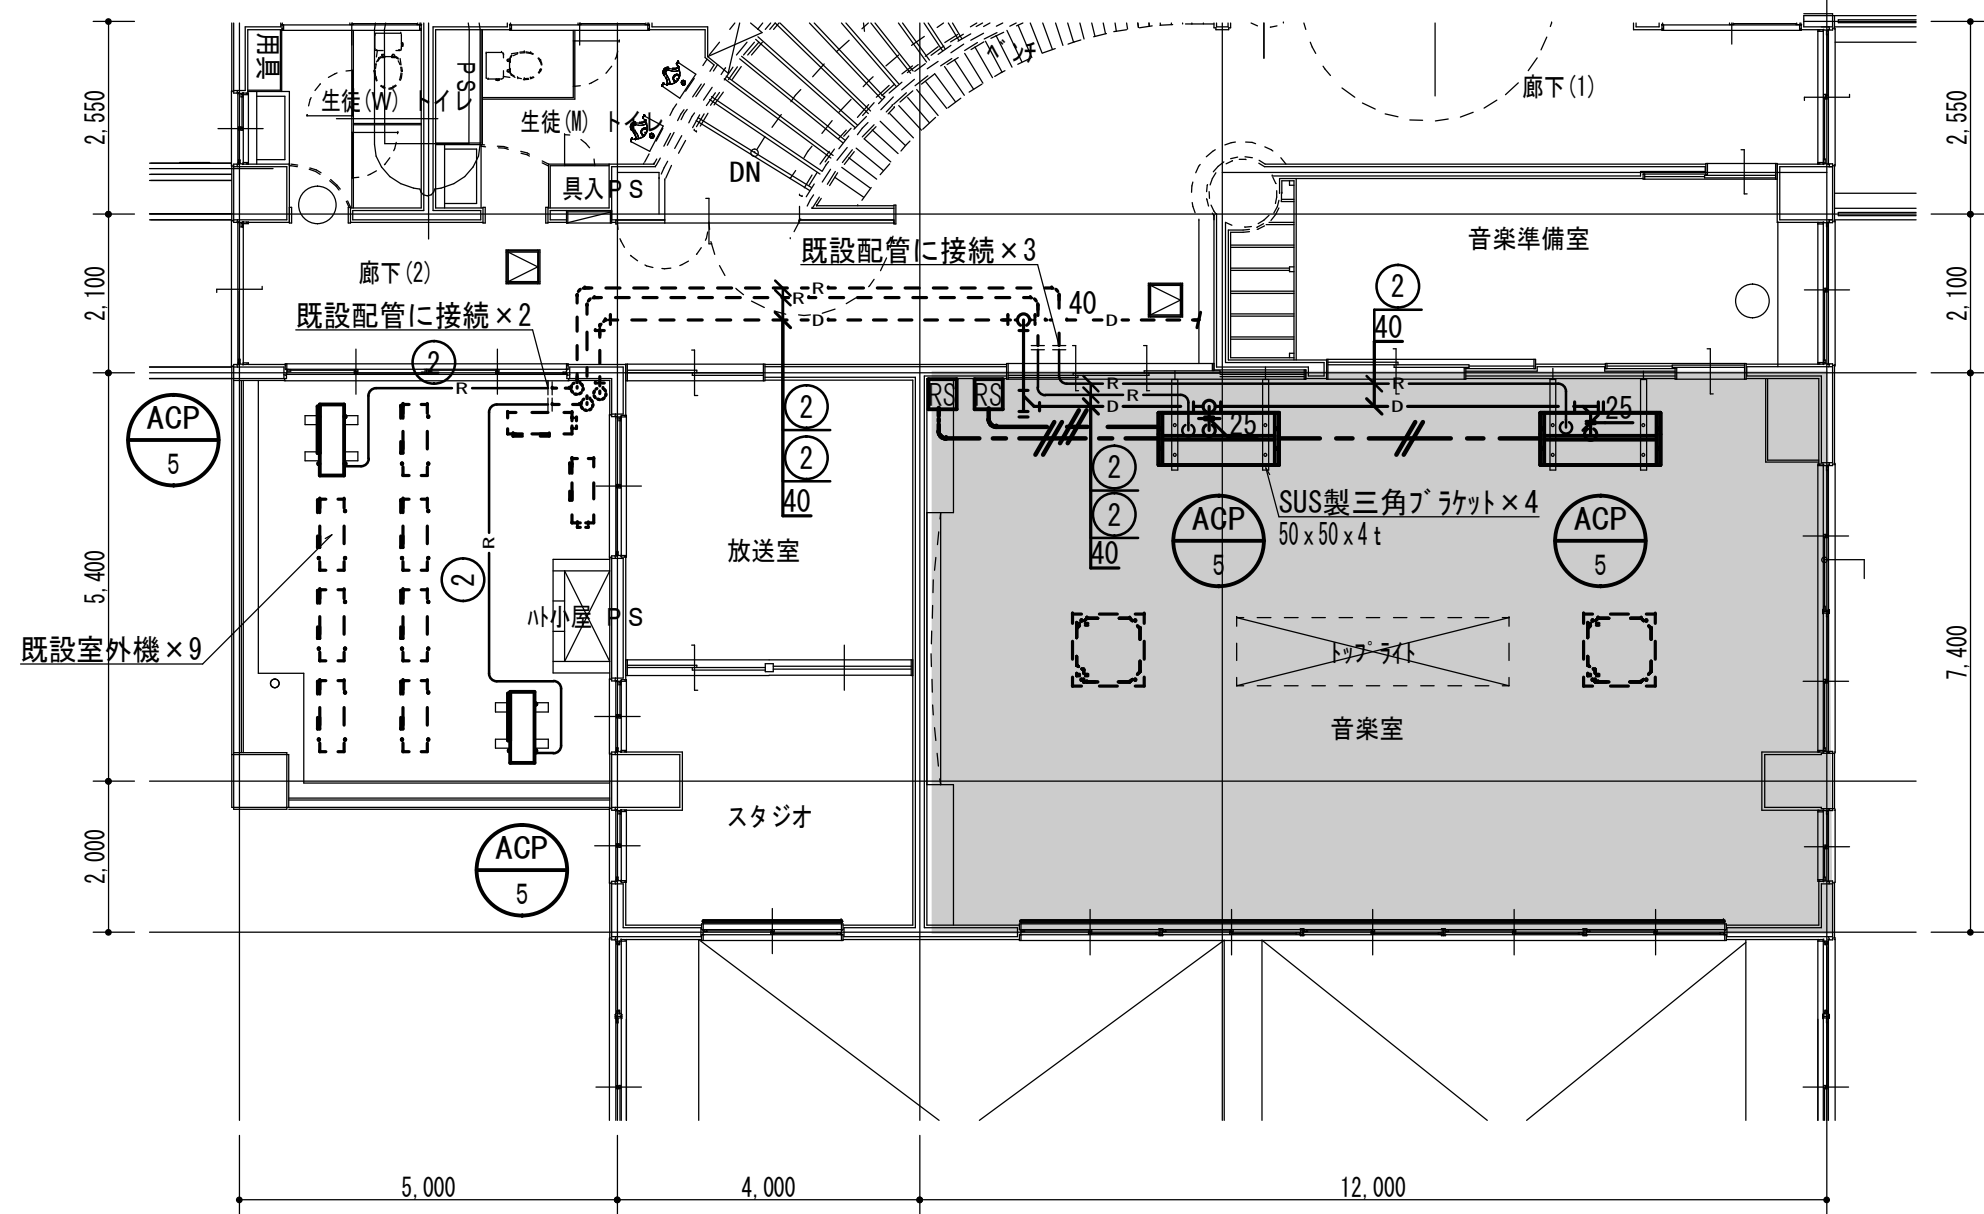 用具
PS
ベンチ
生徒(W) トイレ
生徒(M) トイレ
廊下(1)
DN
具入 PS
2,550
2,550
廊下(2)
既設配管に接続×3
音楽準備室
2,100
2,100
既設配管に接続×2
R
R
D
40
D
2
40
2
R
R
R
D
R
D
ACP
5
RS
RS
2
2
40
25
25
2
2
40
SUS製三角ブラケット×4
50x50x4t
ACP
5
ACP
5
R
2
放送室
5,400
ハト小屋 PS
既設室外機×9
トップライト
7,400
音楽室
スタジオ
2,000
ACP
5
5,000
4,000
12,000